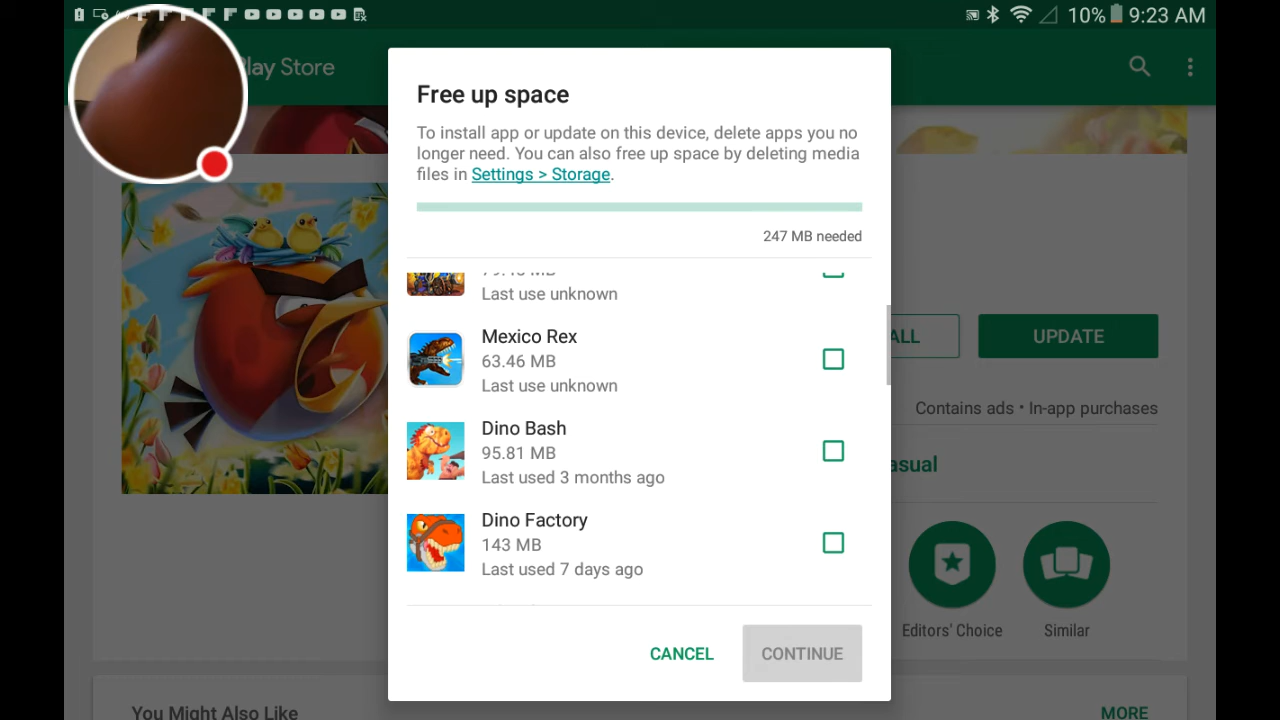 10% 9:23 AM
Play Store
Free up space
To install app or update on this device, delete apps you no
longer need. You can also free up space by deleting media
files in Settings > Storage.
247 MB needed
Last use unknown
Mexico Rex
63.46 MB
Last use unknown
Dino Bash
95.81 MB
Last used 3 months ago
Dino Factory
143 MB
Last used 7 days ago
CANCEL
CONTINUE
ALL
UPDATE
Contains ads • In-app purchases
asual
Editors' Choice
Similar
You Might Also Like
MORE